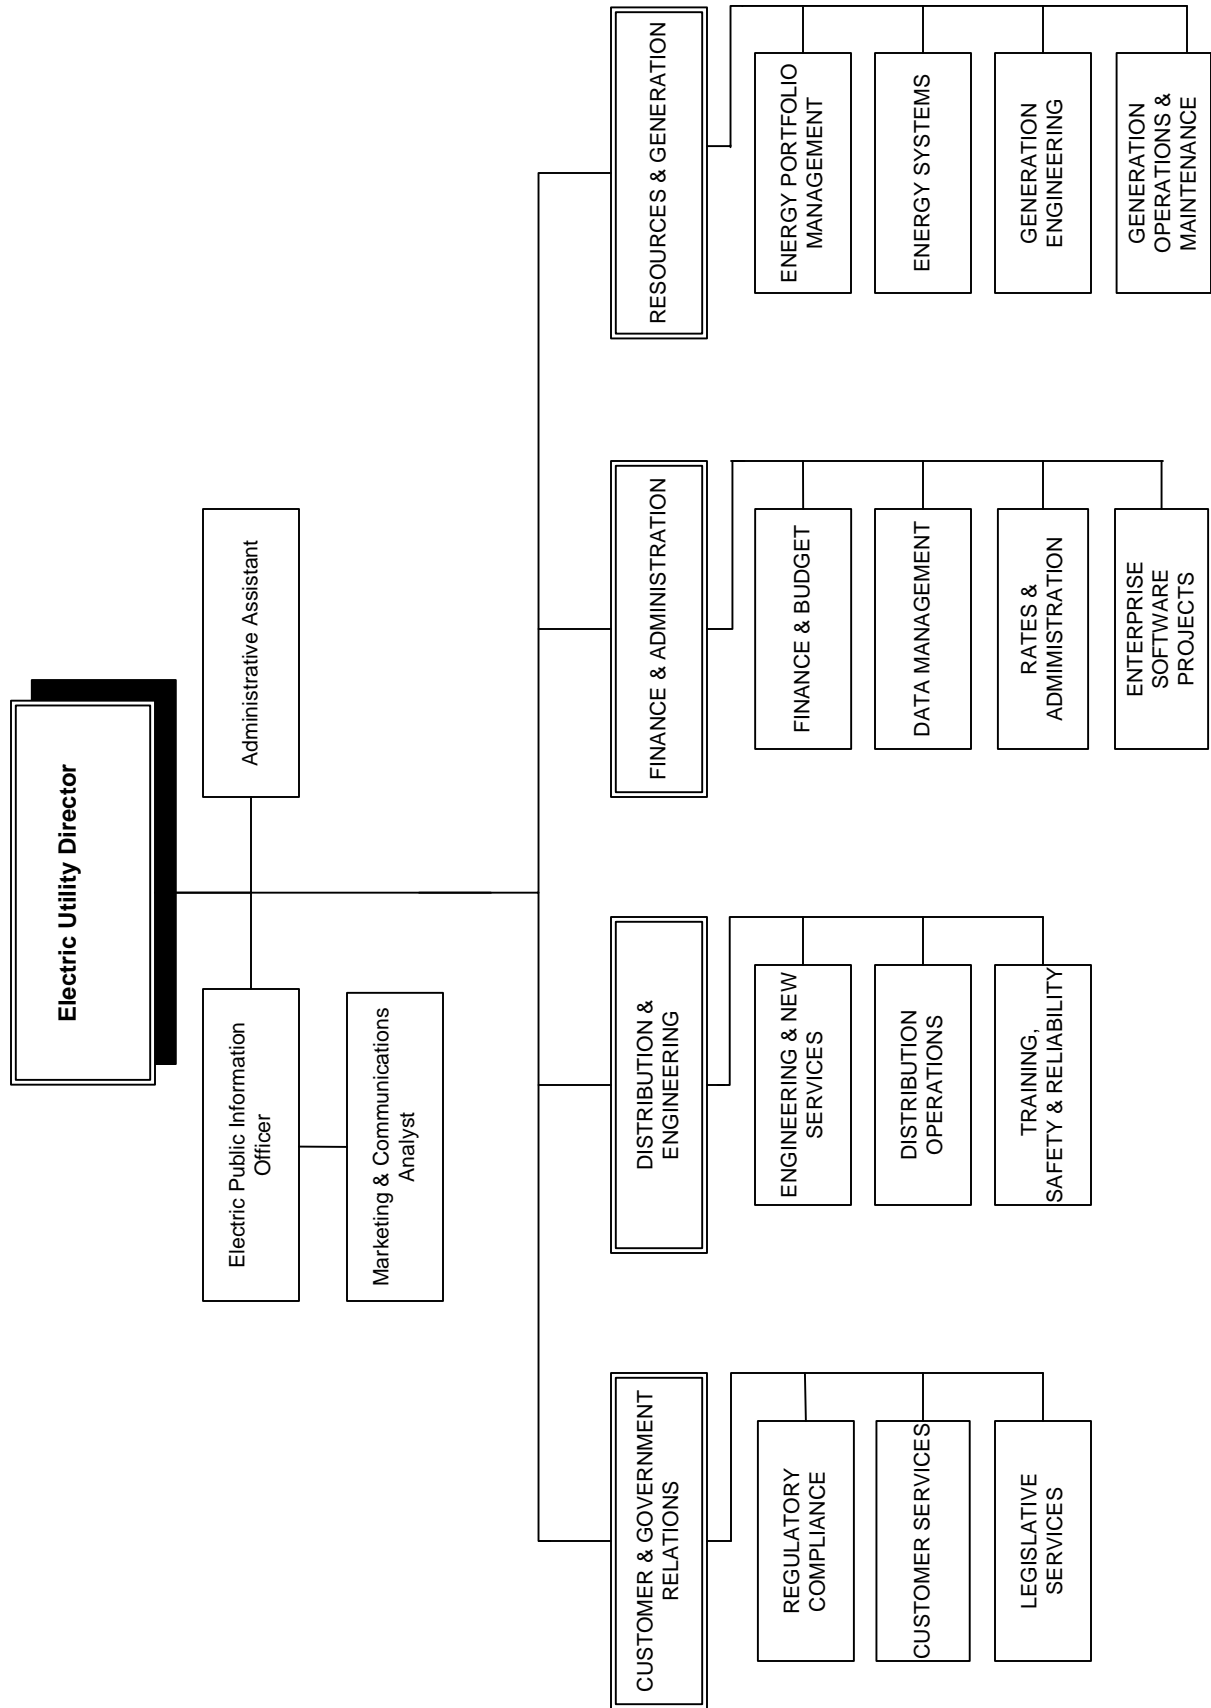 Electric Utility Director
Electric Public Information
Officer
Administrative Assistant
Marketing & Communications
Analyst
CUSTOMER & GOVERNMENT
RELATIONS
REGULATORY
COMPLIANCE
CUSTOMER SERVICES
LEGISLATIVE
SERVICES
DISTRIBUTION &
ENGINEERING
ENGINEERING & NEW
SERVICES
DISTRIBUTION
OPERATIONS
TRAINING,
SAFETY & RELIABILITY
FINANCE & ADMINISTRATION
FINANCE & BUDGET
DATA MANAGEMENT
RATES &
ADMIMISTRATION
ENTERPRISE
SOFTWARE
PROJECTS
RESOURCES & GENERATION
ENERGY PORTFOLIO
MANAGEMENT
ENERGY SYSTEMS
GENERATION
ENGINEERING
GENERATION
OPERATIONS &
MAINTENANCE